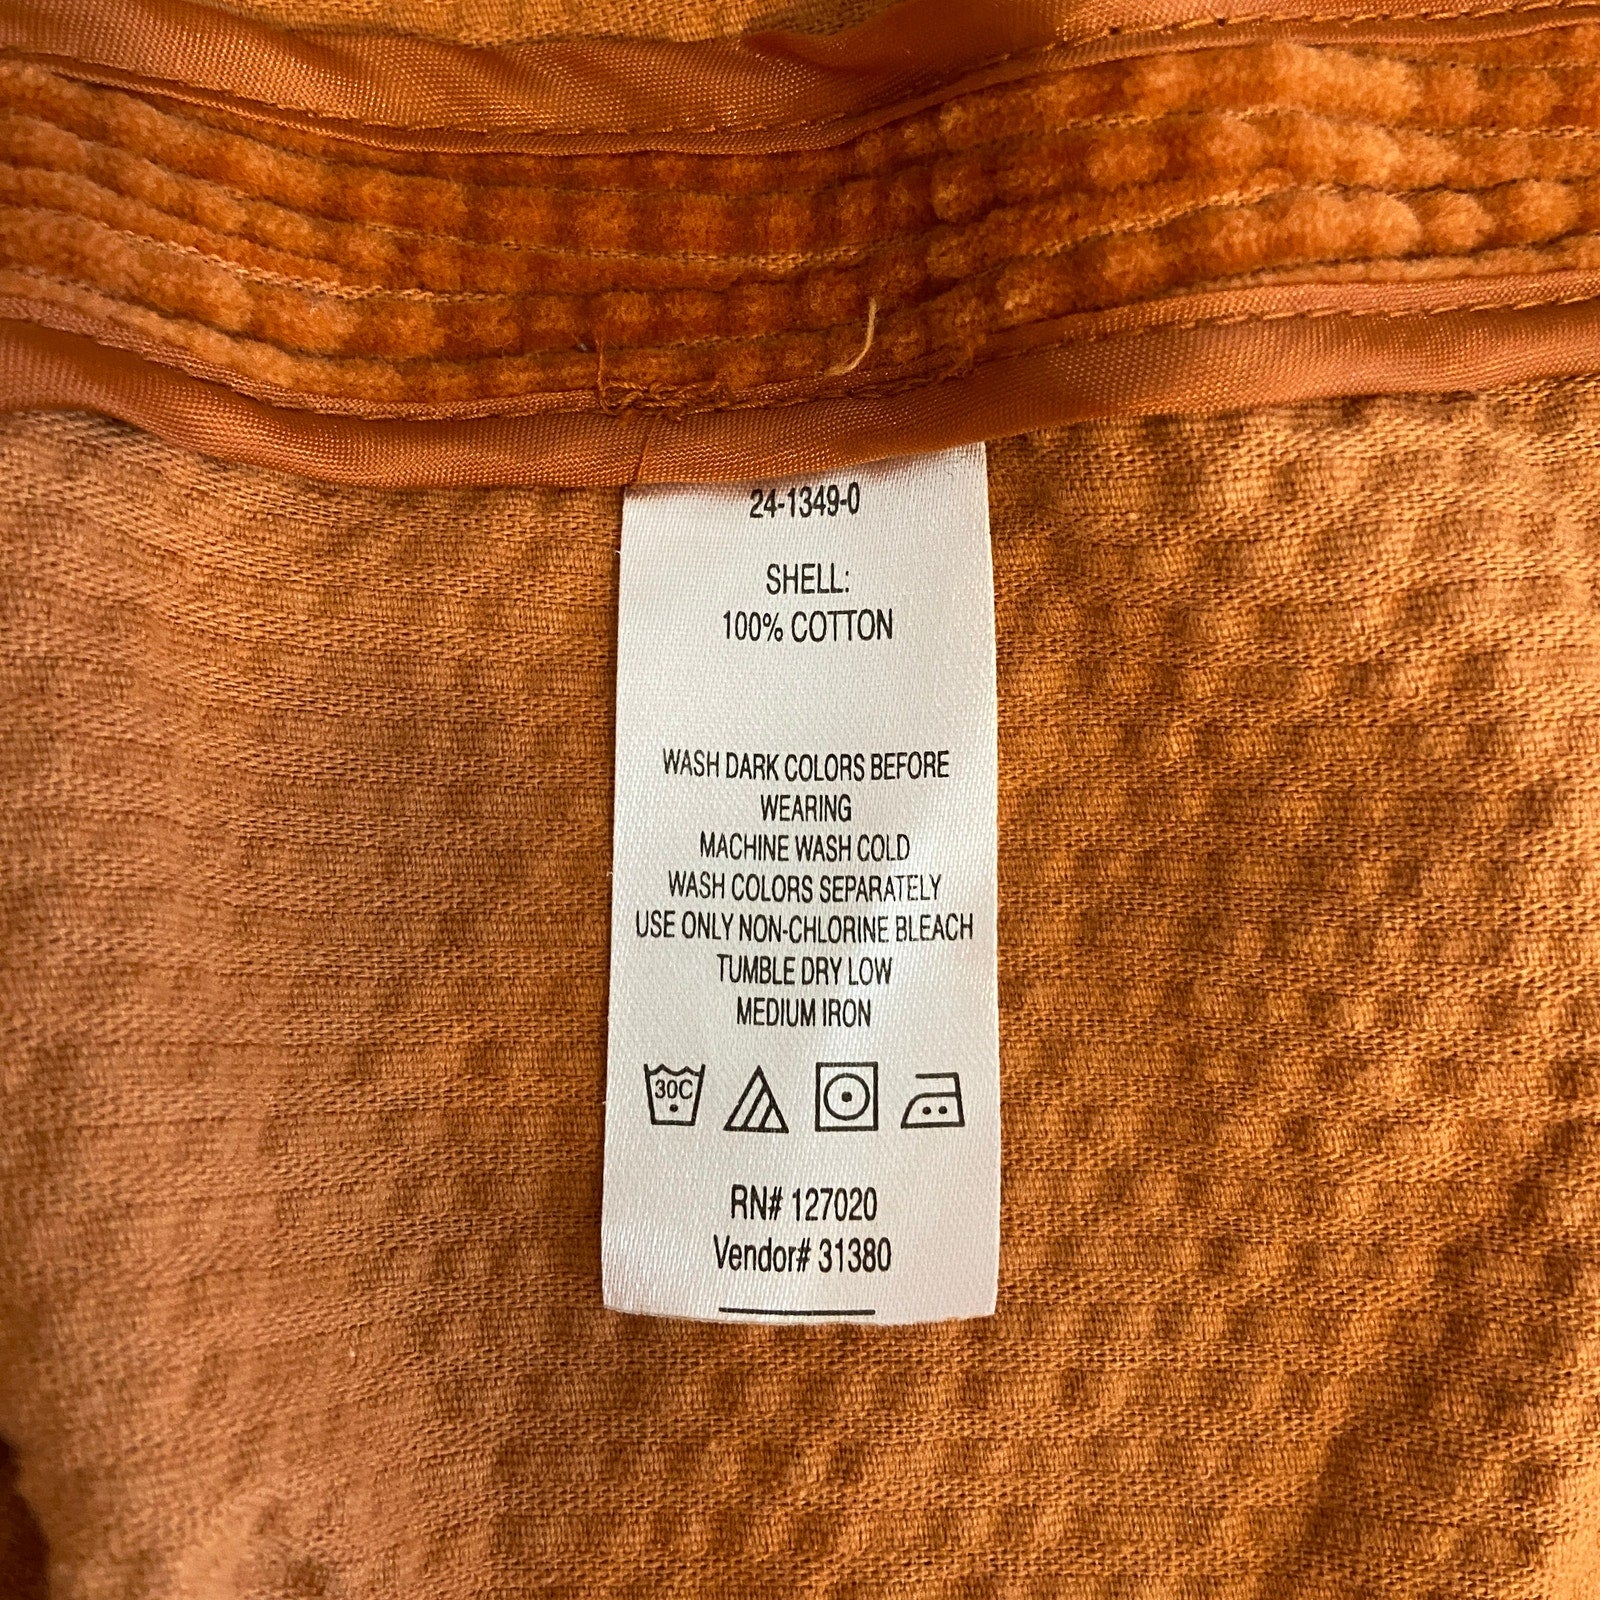 24-1349-0
SHELL:
100% COTTON
WASH DARK COLORS BEFORE
WEARING
MACHINE WASH COLD
WASH COLORS SEPARATELY
USE ONLY NON-CHLORINE BLEACH
TUMBLE DRY LOW
MEDIUM IRON
30C
RN# 127020
Vendor# 31380